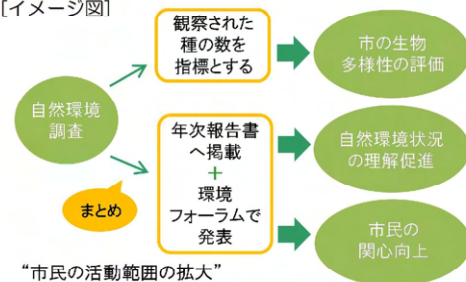 [イメージ図]
観察された
種の数を
指標とする
市の生物
多様性の評価
自然環境
調査
年次報告書
へ掲載
+
環境
フォーラムで
発表
自然環境状況
の理解促進
まとめ
市民の
関心向上
“市民の活動範囲の拡大”